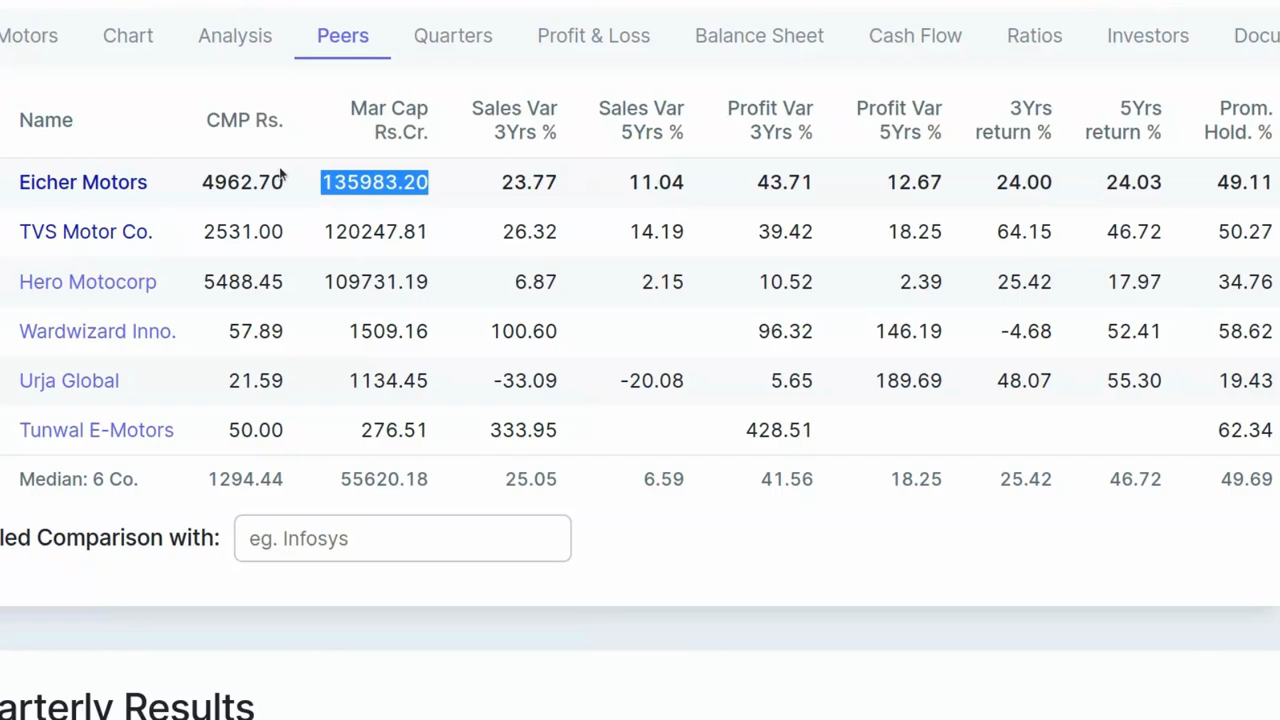 Motors Chart Analysis Peers Quarters Profit & Loss Balance Sheet Cash Flow Ratios Investors Docu
Name CMP Rs. Mar Cap Rs.Cr. Sales Var 3Yrs % Sales Var 5Yrs % Profit Var 3Yrs % Profit Var 5Yrs % 3Yrs return % 5Yrs return % Prom. Hold. %
Eicher Motors 4962.70 135983.20 23.77 11.04 43.71 12.67 24.00 24.03 49.11
TVS Motor Co. 2531.00 120247.81 26.32 14.19 39.42 18.25 64.15 46.72 50.27
Hero Motocorp 5488.45 109731.19 6.87 2.15 10.52 2.39 25.42 17.97 34.76
Wardwizard Inno. 57.89 1509.16 100.60 96.32 146.19 -4.68 52.41 58.62
Urja Global 21.59 1134.45 -33.09 -20.08 5.65 189.69 48.07 55.30 19.43
Tunwal E-Motors 50.00 276.51 333.95 428.51 62.34
Median: 6 Co. 1294.44 55620.18 25.05 6.59 41.56 18.25 25.42 46.72 49.69
led Comparison with: eg. Infosys
arterly Results